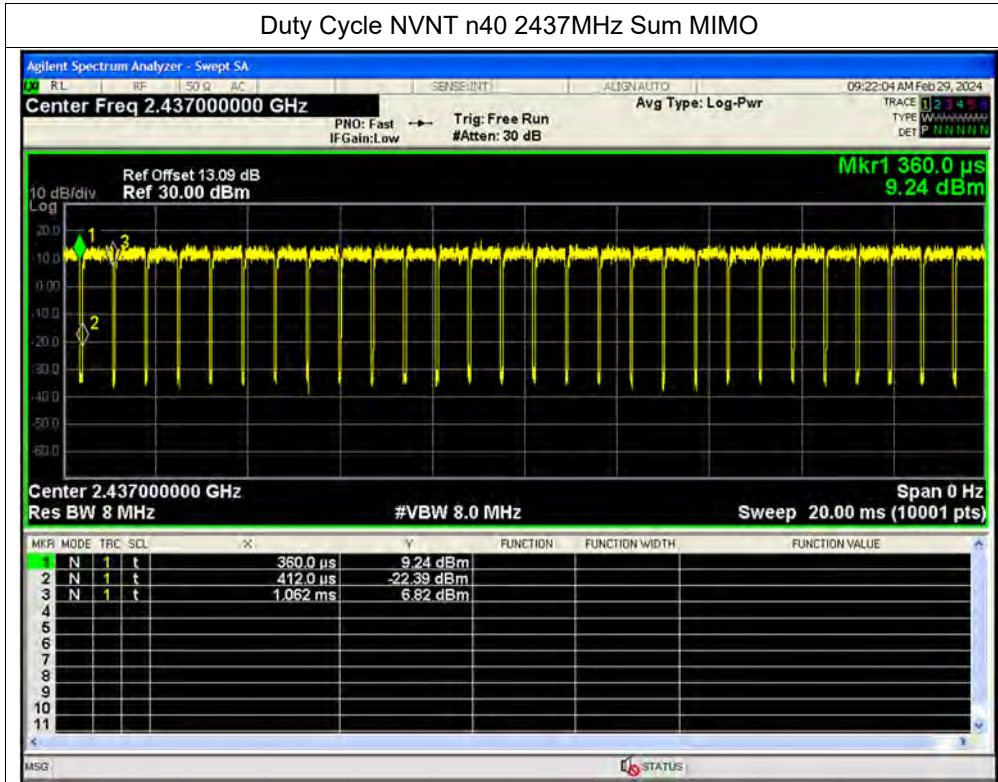 Duty Cycle NVNT n40 2437MHz Sum MIMO
Agilent Spectrum Analyzer - Swept SA
LXI RL RF 50 Ω AC SENSE:INT ALIGNAUTO 09:22:04 AM Feb 29, 2024
Center Freq 2.437000000 GHz Avg Type: Log-Pwr TRACE 1 2 3 4 5 6
PNO: Fast Trig: Free Run TYPE W
IFGain:Low #Atten: 30 dB DET P N N N N N
Mkr1 360.0 µs
Ref Offset 13.09 dB
10 dB/div Ref 30.00 dBm 9.24 dBm
Log
20.0
1
3
10.0
0.00
-10.0
2
-20.0
-30.0
-40.0
-50.0
-60.0
Center 2.437000000 GHz Span 0 Hz
Res BW 8 MHz #VBW 8.0 MHz Sweep 20.00 ms (10001 pts)
MKR MODE TRC SCL X Y FUNCTION FUNCTION WIDTH FUNCTION VALUE
1 N 1 t 360.0 µs 9.24 dBm
2 N 1 t 412.0 µs -22.39 dBm
3 N 1 t 1.062 ms 6.82 dBm
4
5
6
7
8
9
10
11
MSG STATUS